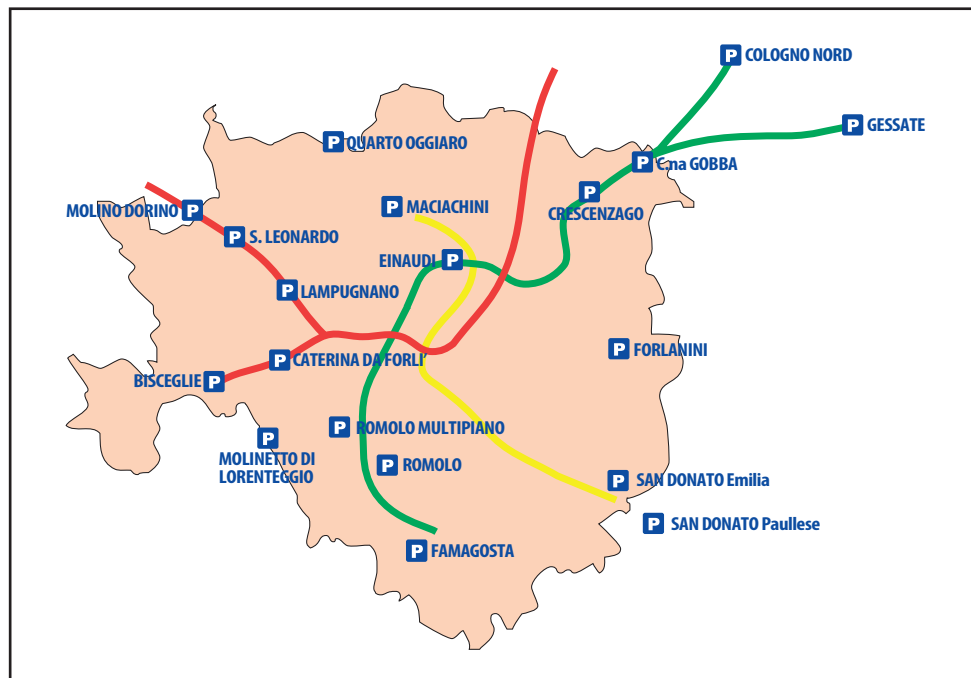 P COLOGNO NORD
P GESSATE
P QUARTO OGGIARO
P C.na GOBBA
P CRESCENZAGO
P MACIACHINI
MOLINO DORINO P
P S. LEONARDO
EINAUDI P
P LAMPUGNANO
P FORLANINI
P CATERINA DA FORLI'
BISCEGLIE P
P ROMOLO MULTIPIANO
P MOLINETTO DI
LORENTEGGIO
P ROMOLO
P SAN DONATO Emilia
P SAN DONATO Paullese
P FAMAGOSTA